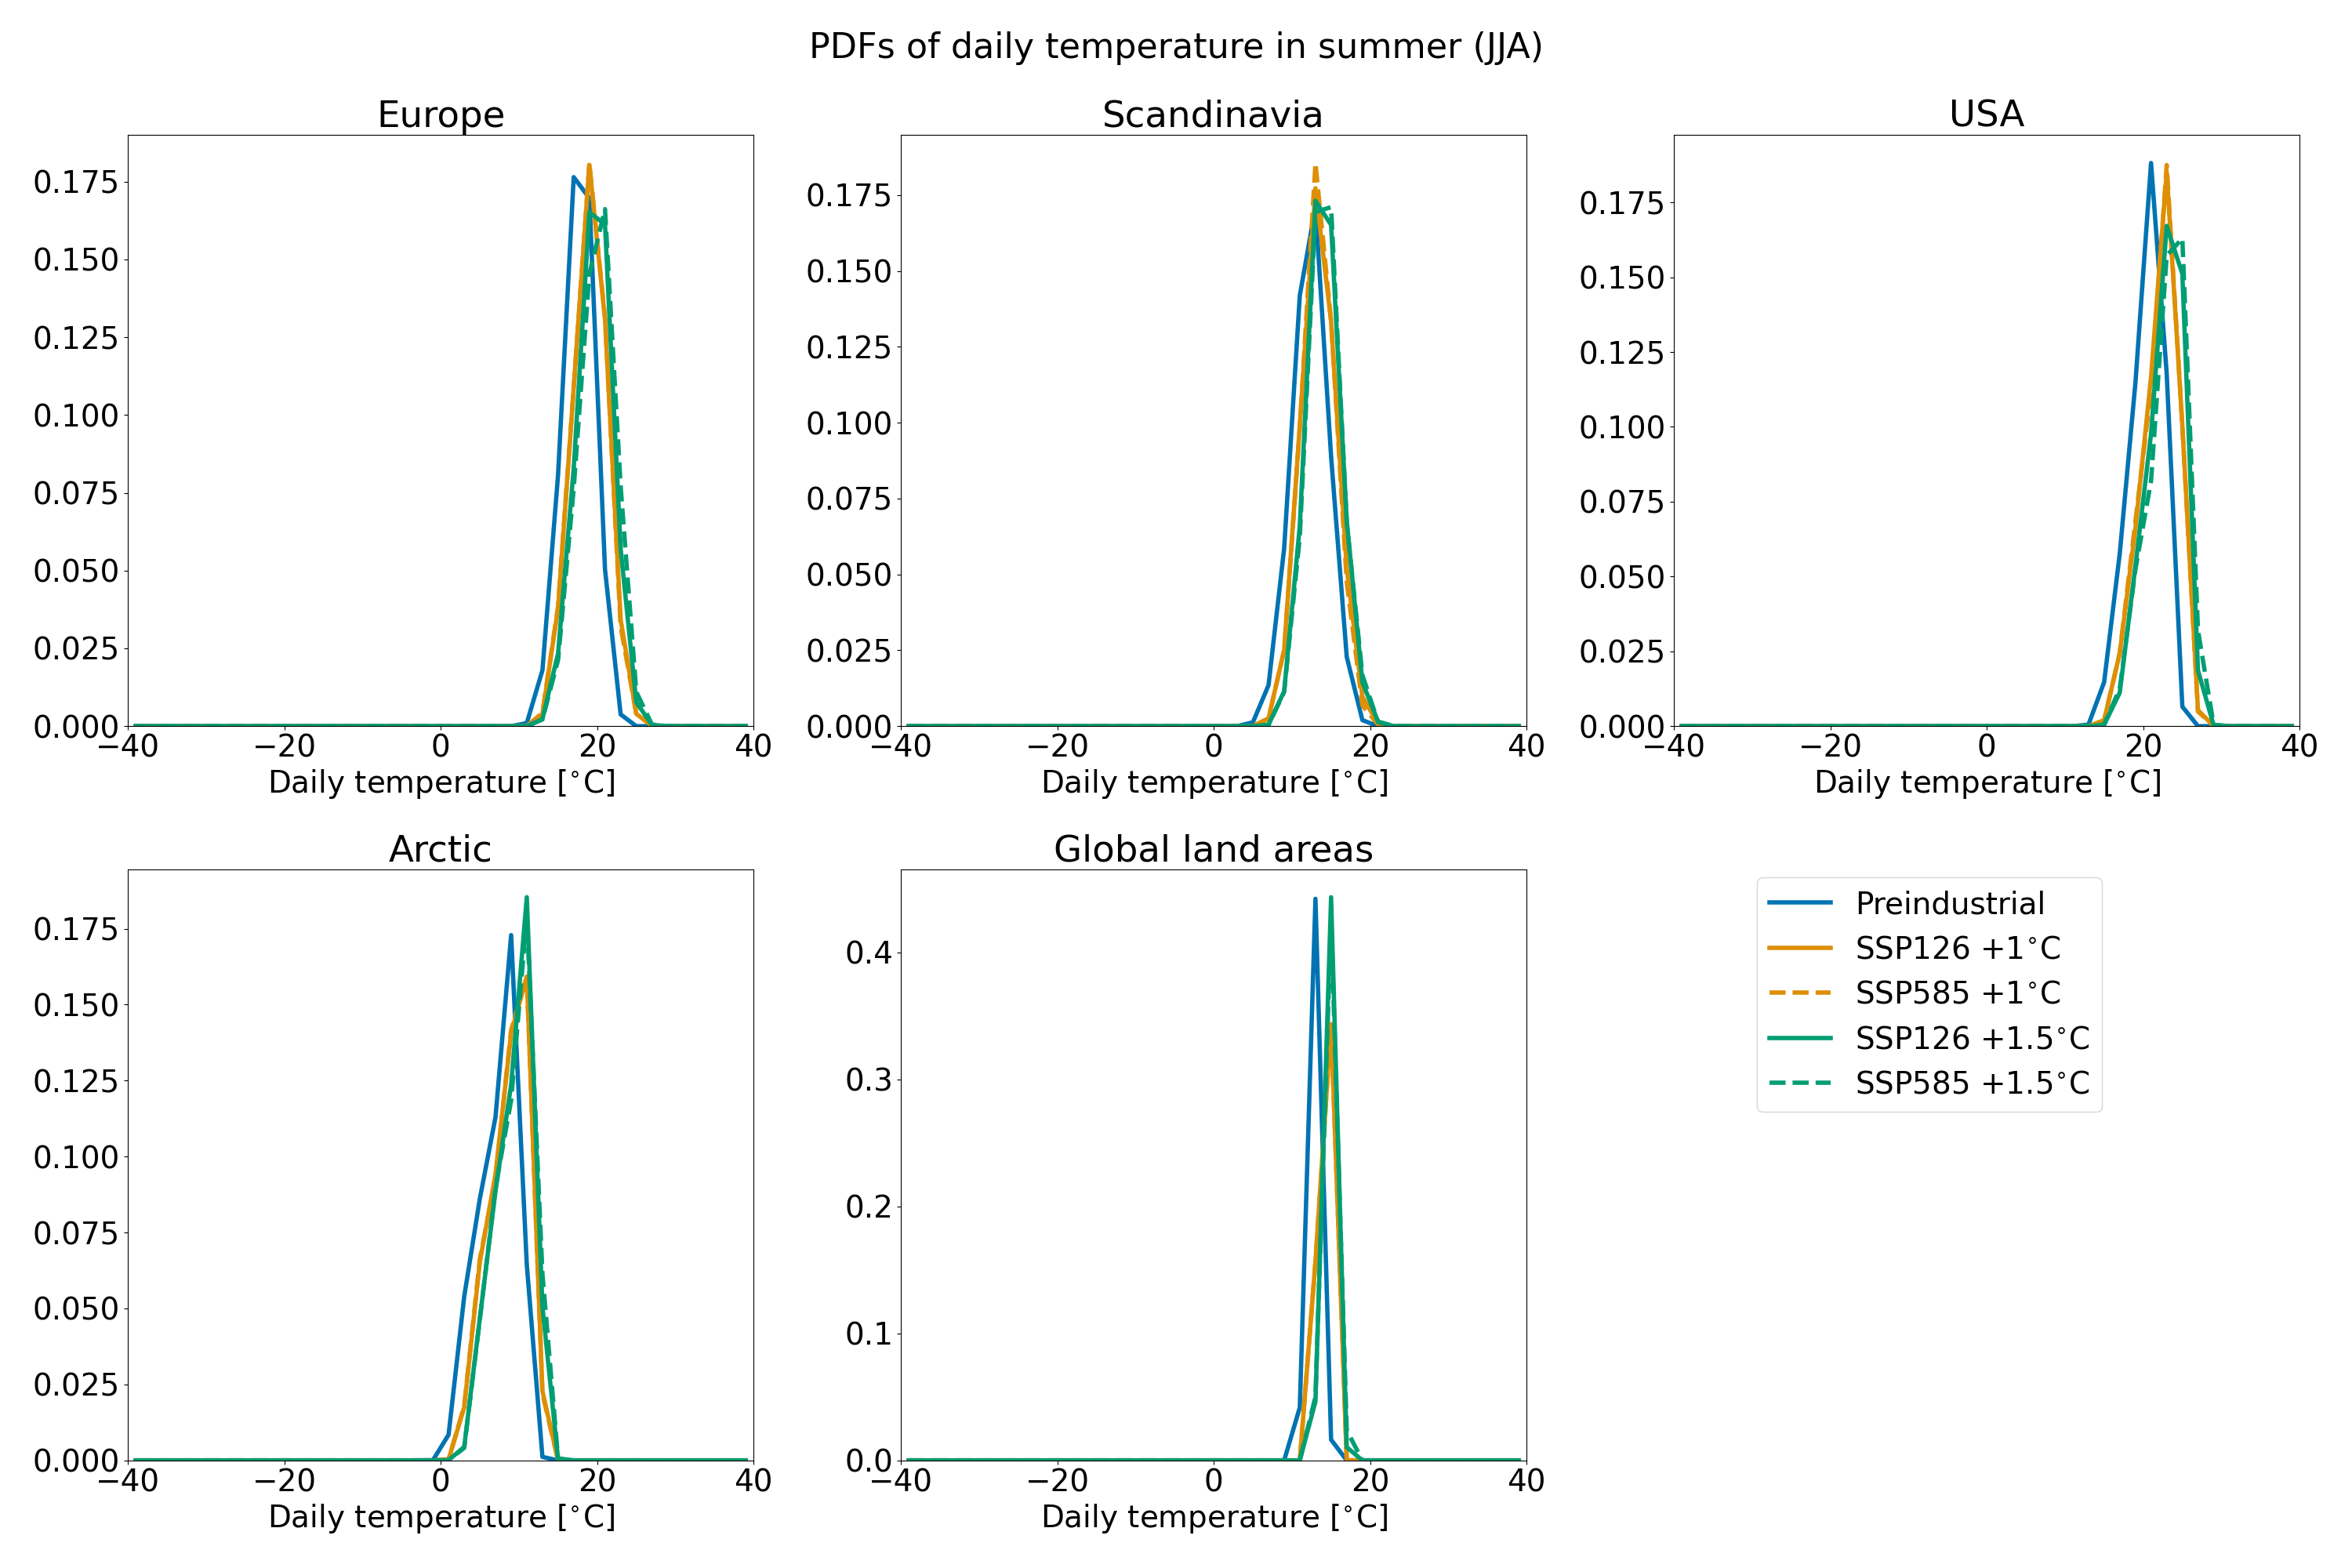 PDFs of daily temperature in summer (JJA)
Europe
0.175
0.150
0.125
0.100
0.075
0.050
0.025
0.000
−40 −20 0 20 40
Daily temperature [°C]
Scandinavia
0.175
0.150
0.125
0.100
0.075
0.050
0.025
0.000
−40 −20 0 20 40
Daily temperature [°C]
USA
0.175
0.150
0.125
0.100
0.075
0.050
0.025
0.000
−40 −20 0 20 40
Daily temperature [°C]
Arctic
0.175
0.150
0.125
0.100
0.075
0.050
0.025
0.000
−40 −20 0 20 40
Daily temperature [°C]
Global land areas
0.4
0.3
0.2
0.1
0.0
−40 −20 0 20 40
Daily temperature [°C]
Preindustrial
SSP126 +1°C
SSP585 +1°C
SSP126 +1.5°C
SSP585 +1.5°C